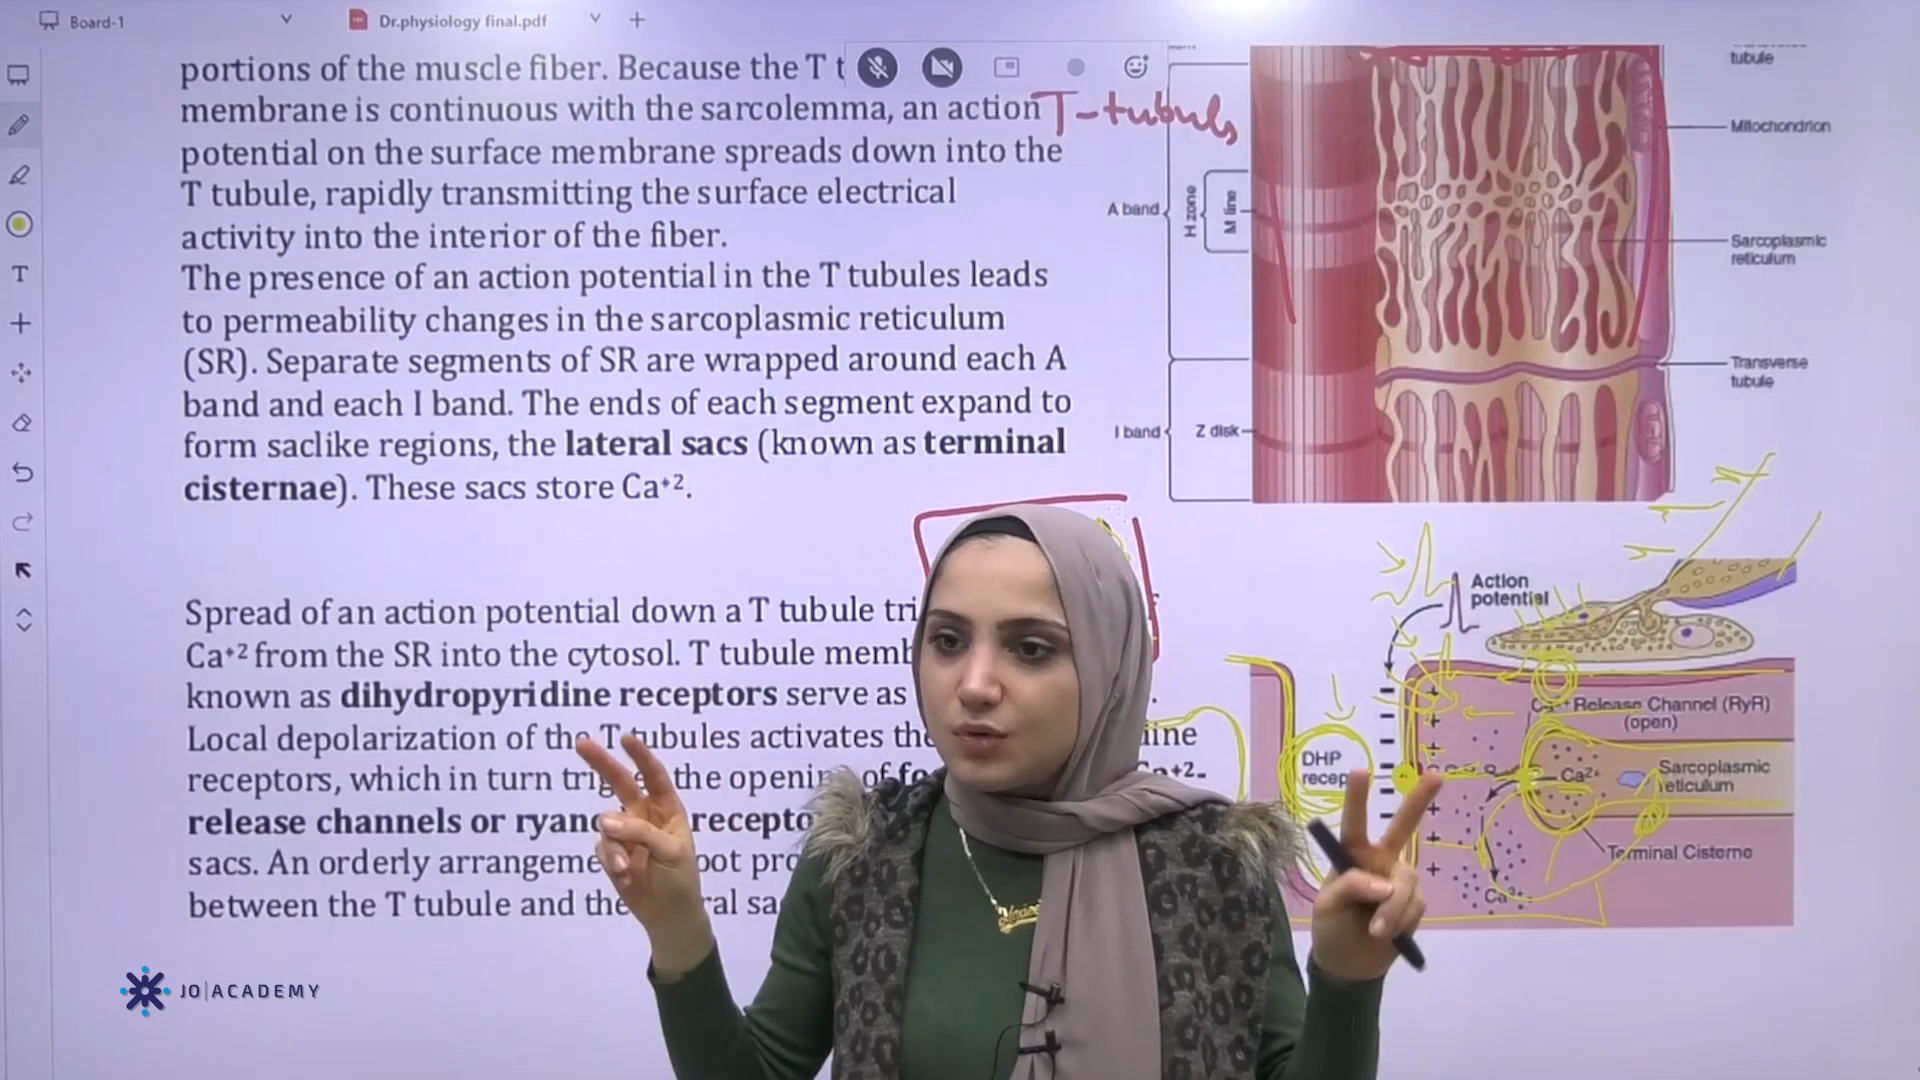 Board-1
Dr.physiology final.pdf
portions of the muscle fiber. Because the T t
membrane is continuous with the sarcolemma, an action
potential on the surface membrane spreads down into the
T tubule, rapidly transmitting the surface electrical
activity into the interior of the fiber.
The presence of an action potential in the T tubules leads
to permeability changes in the sarcoplasmic reticulum
(SR). Separate segments of SR are wrapped around each A
band and each I band. The ends of each segment expand to
form saclike regions, the lateral sacs (known as terminal
cisternae). These sacs store Ca+2.
T-tubuls
A band
H zone
M line
I band
Z disk
tubule
Mitochondrion
Sarcoplasmic
reticulum
Transverse
tubule
Spread of an action potential down a T tubule tri
Ca+2 from the SR into the cytosol. T tubule memb
known as dihydropyridine receptors serve as
Local depolarization of the T tubules activates the
receptors, which in turn trigger the opening of
release channels or
sacs. An orderly
between the T tubule and the
Action
potential
Release Channel (RyR)
(open)
DHP
recep
Ca2+
Sarcoplasmic
reticulum
Terminal Cisterne
Ca2+
JO|ACADEMY